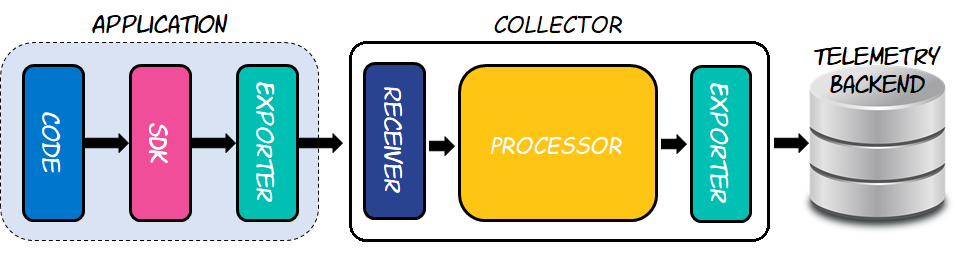 APPLICATION
COLLECTOR
TELEMETRY
BACKEND
CODE
SDK
EXPORTER
RECEIVER
PROCESSOR
EXPORTER